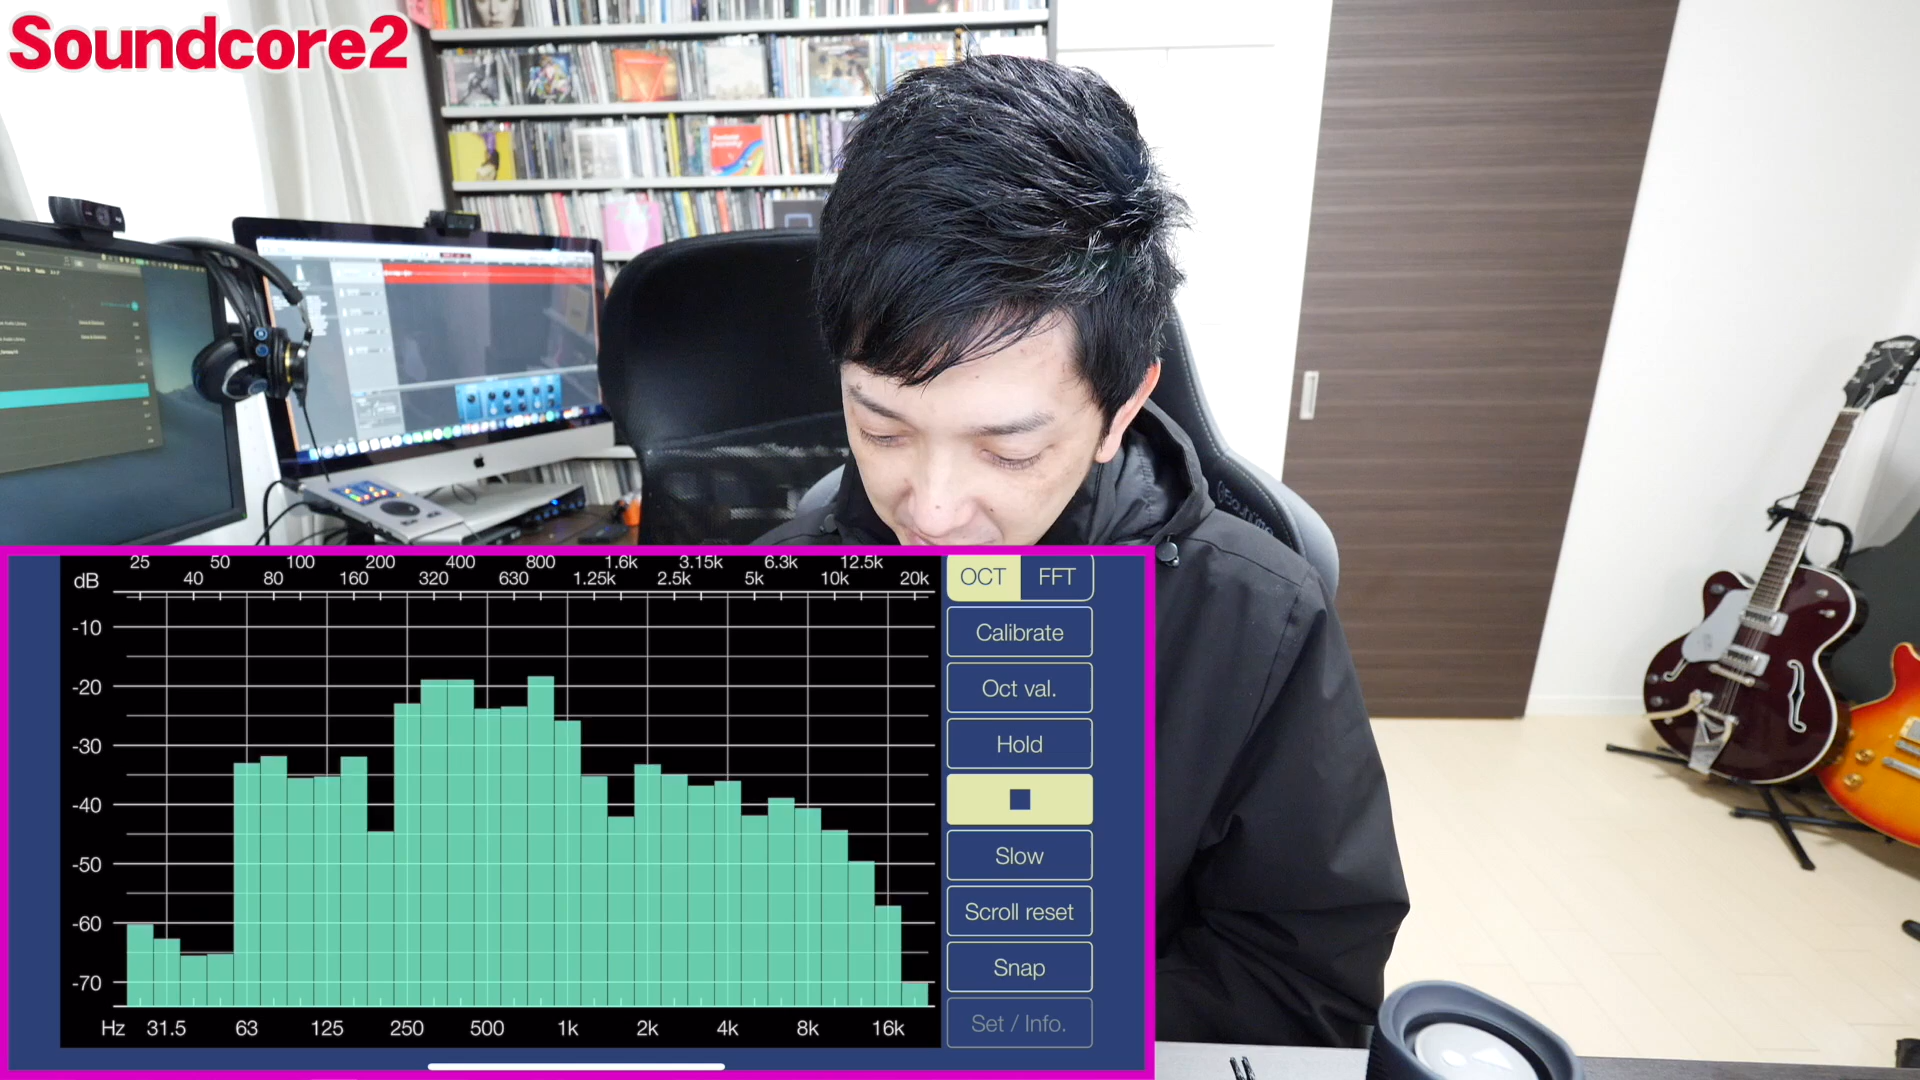 Soundcore2
25 50 100 200 400 800 1.6k 3.15k 6.3k 12.5k
dB 40 80 160 320 630 1.25k 2.5k 5k 10k 20k
-10
-20
-30
-40
-50
-60
-70
Hz 31.5 63 125 250 500 1k 2k 4k 8k 16k
OCT FFT
Calibrate
Oct val.
Hold
Slow
Scroll reset
Snap
Set / Info.